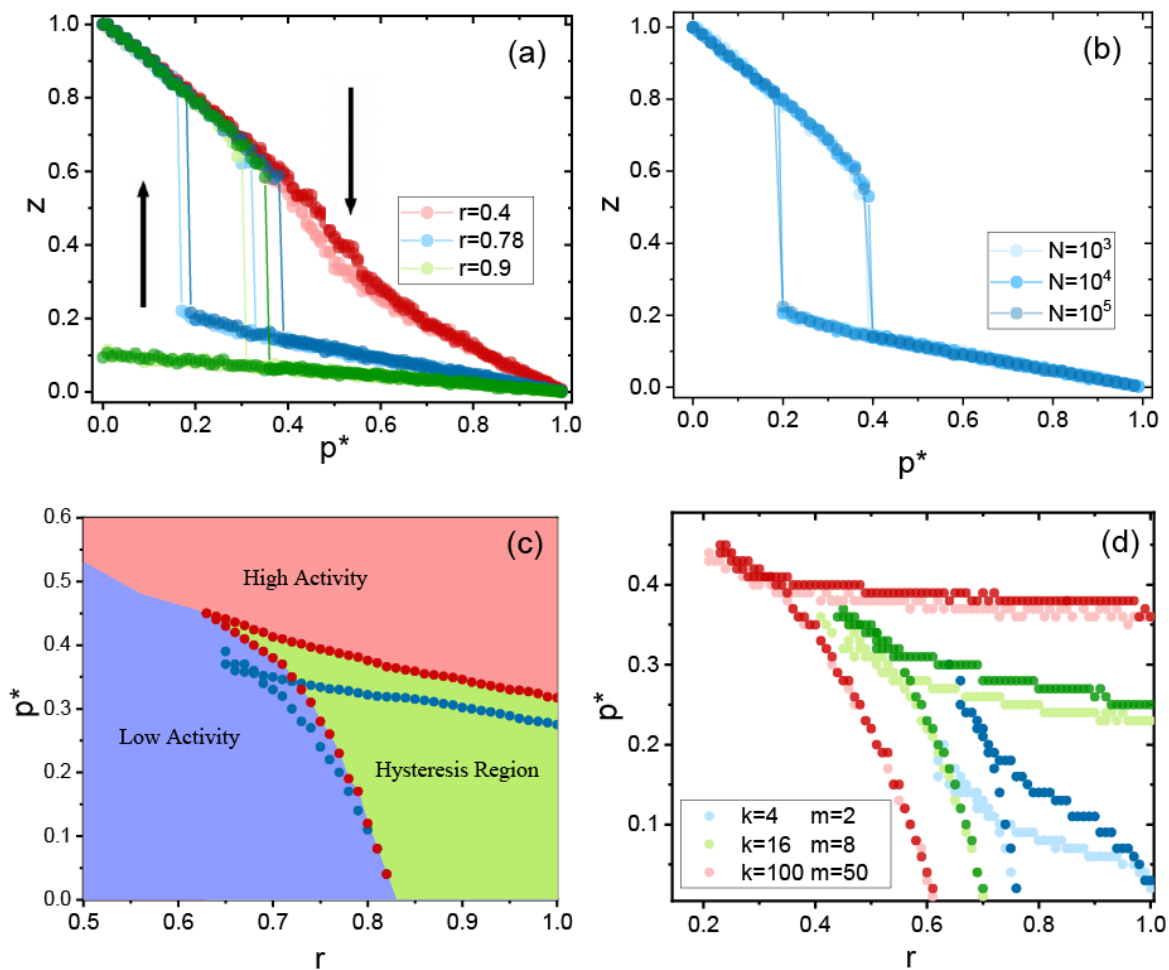 (a)
1.0
0.8
0.6
0.4
0.2
0.0
z
r=0.4
r=0.78
r=0.9
0.0 0.2 0.4 0.6 0.8 1.0
p*
(b)
1.0
0.8
0.6
0.4
0.2
0.0
z
N=10³
N=10⁴
N=10⁵
0.0 0.2 0.4 0.6 0.8 1.0
p*
(c)
0.6
0.5
0.4
0.3
0.2
0.1
0.0
p*
High Activity
Low Activity
Hysteresis Region
0.5 0.6 0.7 0.8 0.9 1.0
r
(d)
0.4
0.3
0.2
0.1
p*
k=4 m=2
k=16 m=8
k=100 m=50
0.2 0.4 0.6 0.8 1.0
r